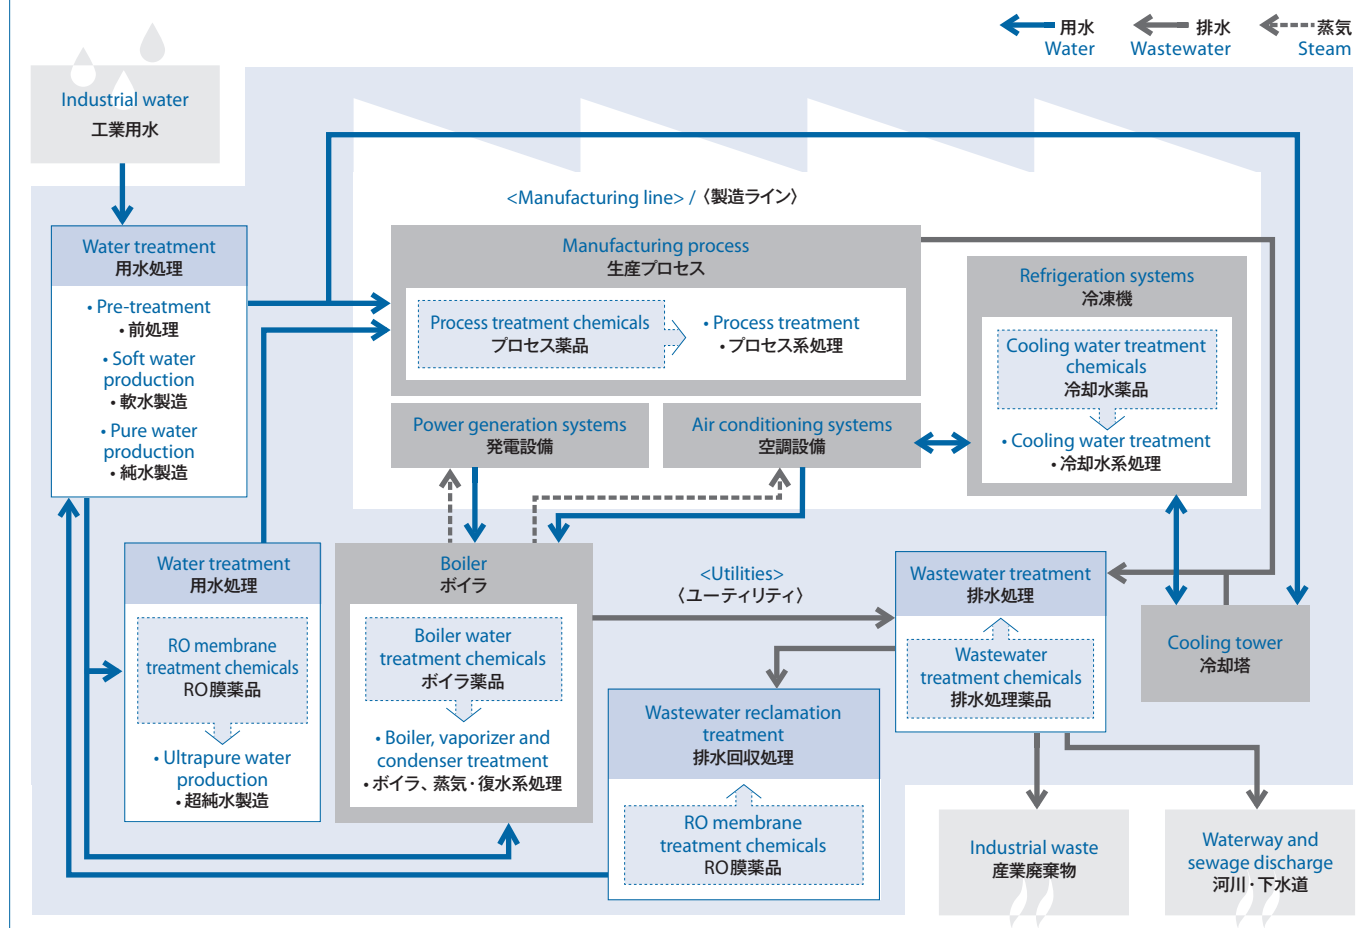 用水
Water
排水
Wastewater
蒸気
Steam
Industrial water
工業用水
<Manufacturing line> / 〈製造ライン〉
Water treatment
用水処理
• Pre-treatment
• 前処理
• Soft water
production
• 軟水製造
• Pure water
production
• 純水製造
Manufacturing process
生産プロセス
Process treatment chemicals
プロセス薬品
• Process treatment
• プロセス系処理
Refrigeration systems
冷凍機
Cooling water treatment
chemicals
冷却水薬品
• Cooling water treatment
• 冷却水系処理
Power generation systems
発電設備
Air conditioning systems
空調設備
Water treatment
用水処理
RO membrane
treatment chemicals
RO膜薬品
• Ultrapure water
production
• 超純水製造
Boiler
ボイラ
Boiler water
treatment chemicals
ボイラ薬品
• Boiler, vaporizer and
condenser treatment
• ボイラ、蒸気・復水系処理
<Utilities>
〈ユーティリティ〉
Wastewater treatment
排水処理
Wastewater
treatment chemicals
排水処理薬品
Cooling tower
冷却塔
Wastewater reclamation
treatment
排水回収処理
RO membrane
treatment chemicals
RO膜薬品
Industrial waste
産業廃棄物
Waterway and
sewage discharge
河川・下水道